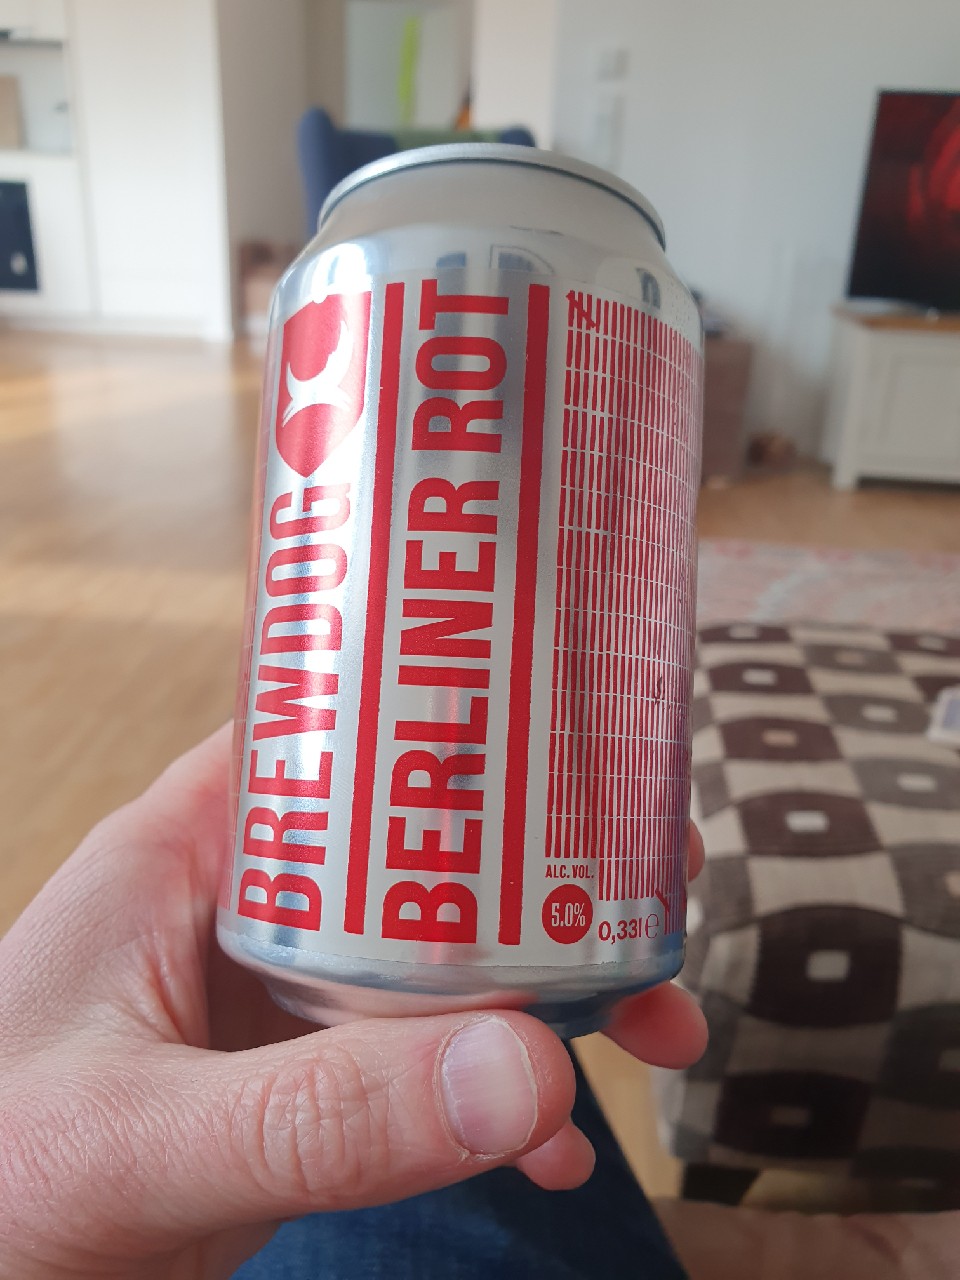 BREWDOG
BERLINER ROT
ALC. VOL.
5.0%
0,33l ℮